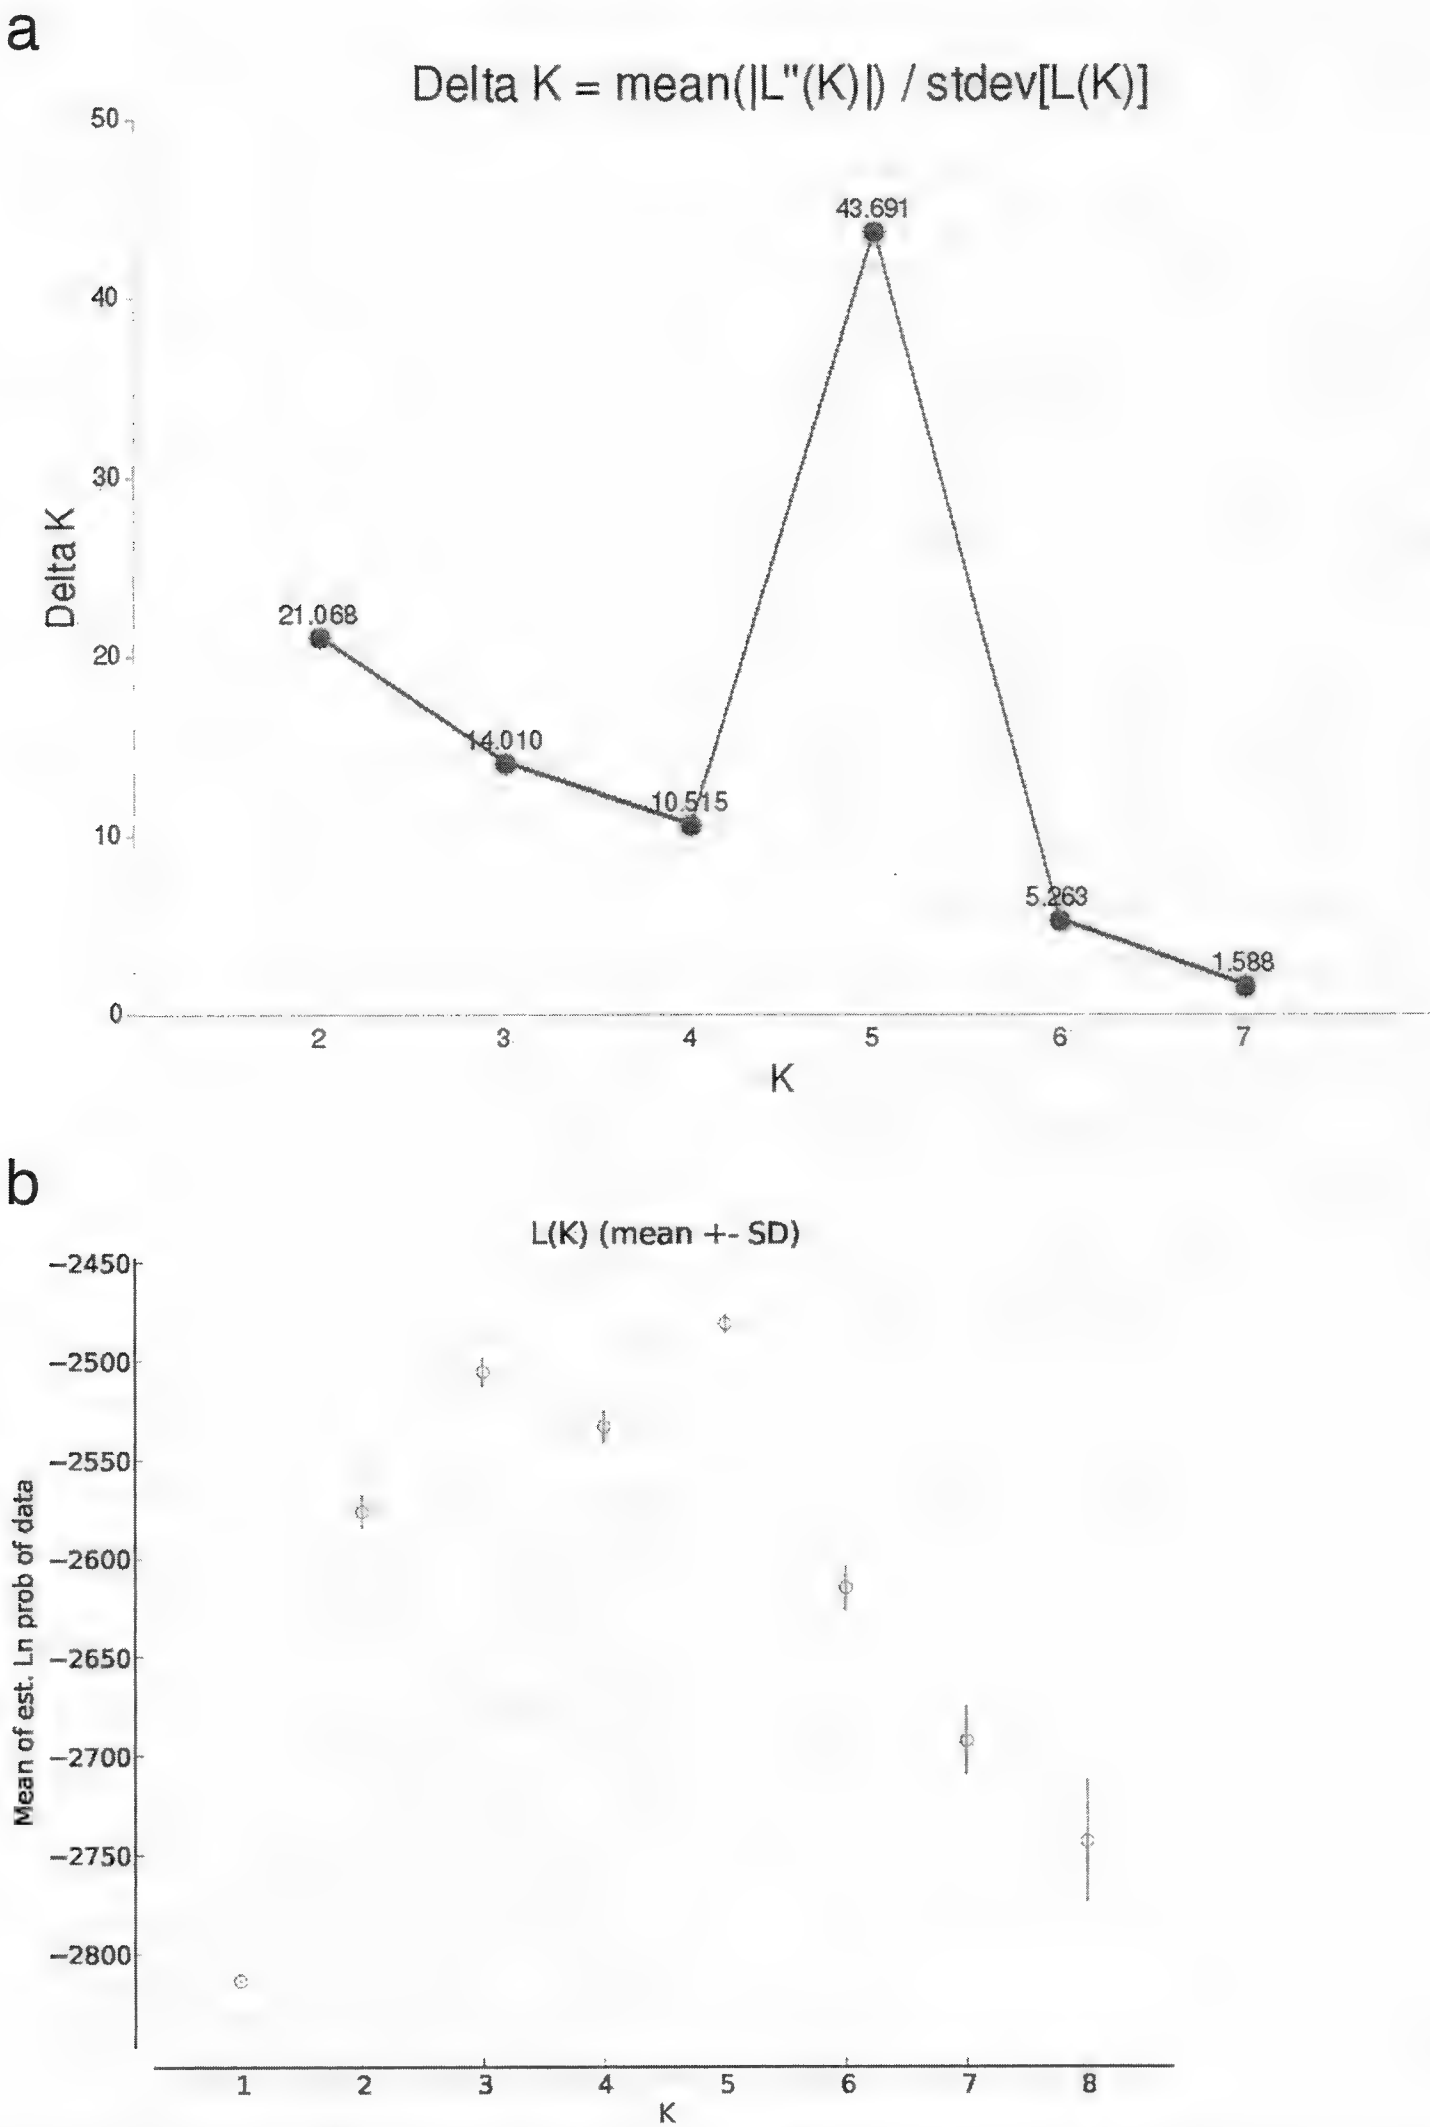 a
Delta K = mean(|L"(K)|) / stdev[L(K)]
50
40
30
20
10
0
Delta K
21.068
14.010
10.515
43.691
5.263
1.588
2 3 4 5 6 7
K
b
L(K) (mean +- SD)
−2450
−2500
−2550
−2600
−2650
−2700
−2750
−2800
Mean of est. Ln prob of data
1 2 3 4 5 6 7 8
K